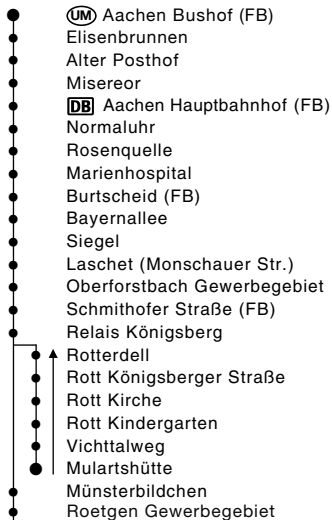 UM Aachen Bushof (FB)
Elisenbrunnen
Alter Posthof
Misereor
DB Aachen Hauptbahnhof (FB)
Normaluhr
Rosenquelle
Marienhospital
Burtscheid (FB)
Bayernallee
Siegel
Laschet (Monschauer Str.)
Oberforstbach Gewerbegebiet
Schmithofer Straße (FB)
Relais Königsberg
Rotterdell
Rott Königsberger Straße
Rott Kirche
Rott Kindergarten
Vichttalweg
Mulartshütte
Münsterbildchen
Roetgen Gewerbegebiet